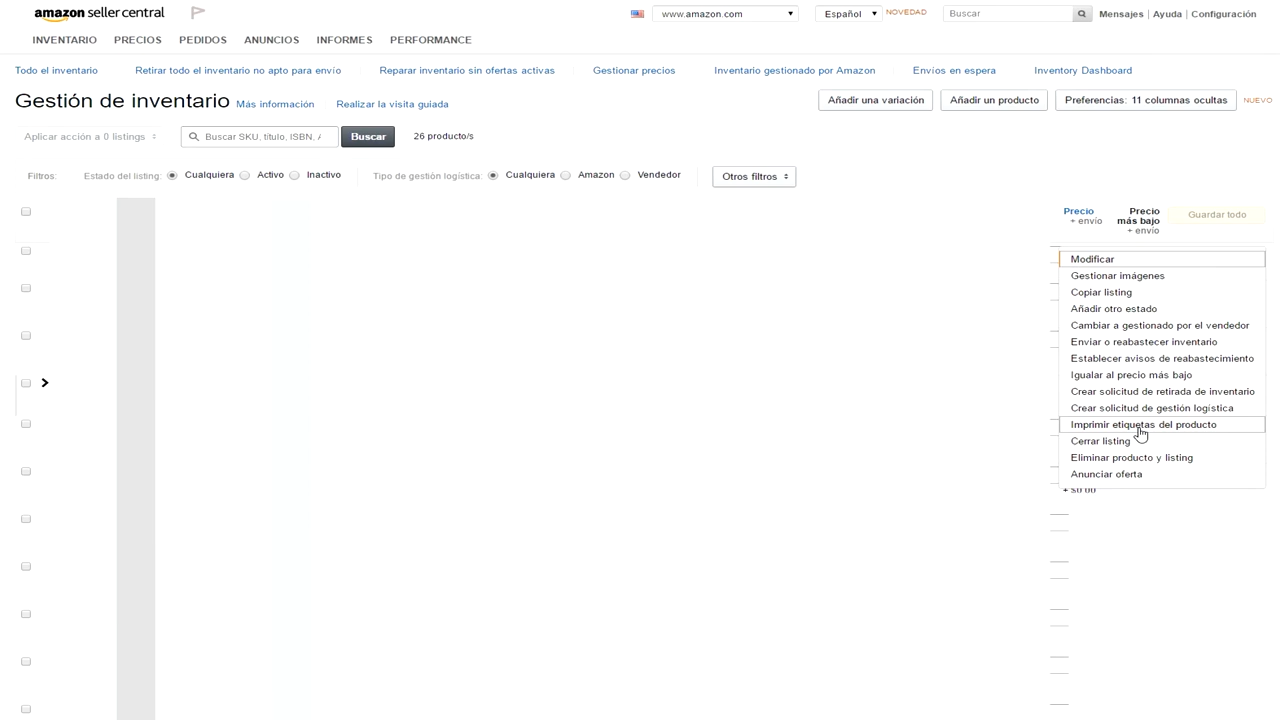 amazon seller central
www.amazon.com
Español
NOVEDAD
Buscar
Mensajes | Ayuda | Configuración
INVENTARIO PRECIOS PEDIDOS ANUNCIOS INFORMES PERFORMANCE
Todo el inventario Retirar todo el inventario no apto para envío Reparar inventario sin ofertas activas Gestionar precios Inventario gestionado por Amazon Envíos en espera Inventory Dashboard
Gestión de inventario Más información Realizar la visita guiada
Añadir una variación Añadir un producto Preferencias: 11 columnas ocultas NUEVO
Aplicar acción a 0 listings Buscar SKU, título, ISBN, Buscar 26 producto/s
Filtros: Estado del listing: Cualquiera Activo Inactivo Tipo de gestión logística: Cualquiera Amazon Vendedor Otros filtros
Precio
+ envío
Precio
más bajo
+ envío
Guardar todo
Modificar
Gestionar imágenes
Copiar listing
Añadir otro estado
Cambiar a gestionado por el vendedor
Enviar o reabastecer inventario
Establecer avisos de reabastecimiento
Igualar al precio más bajo
Crear solicitud de retirada de inventario
Crear solicitud de gestión logística
Imprimir etiquetas del producto
Cerrar listing
Eliminar producto y listing
Anunciar oferta